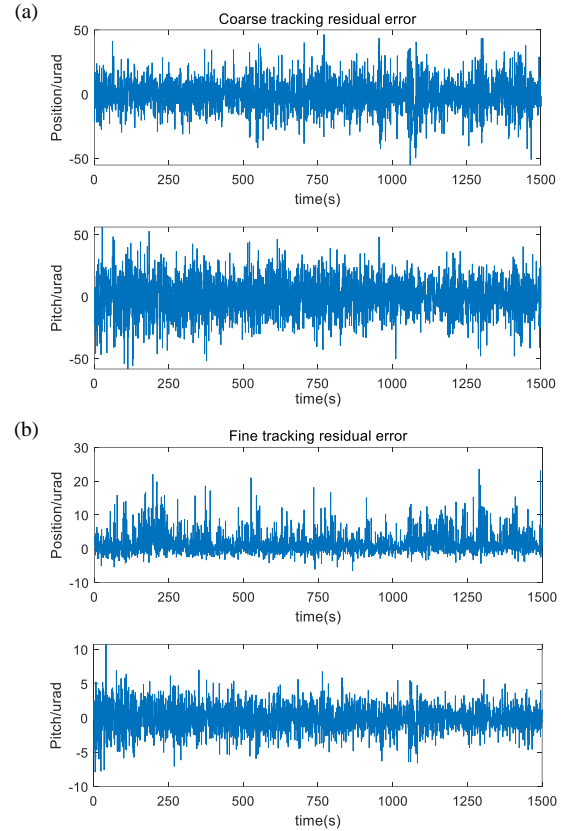 (a)
Coarse tracking residual error
Position/urad
50
0
-50
0 250 500 750 1000 1250 1500
time(s)
Pitch/urad
50
0
-50
0 250 500 750 1000 1250 1500
time(s)
(b)
Fine tracking residual error
Position/urad
30
20
10
0
-10
0 250 500 750 1000 1250 1500
time(s)
Pitch/urad
10
5
0
-5
-10
0 250 500 750 1000 1250 1500
time(s)